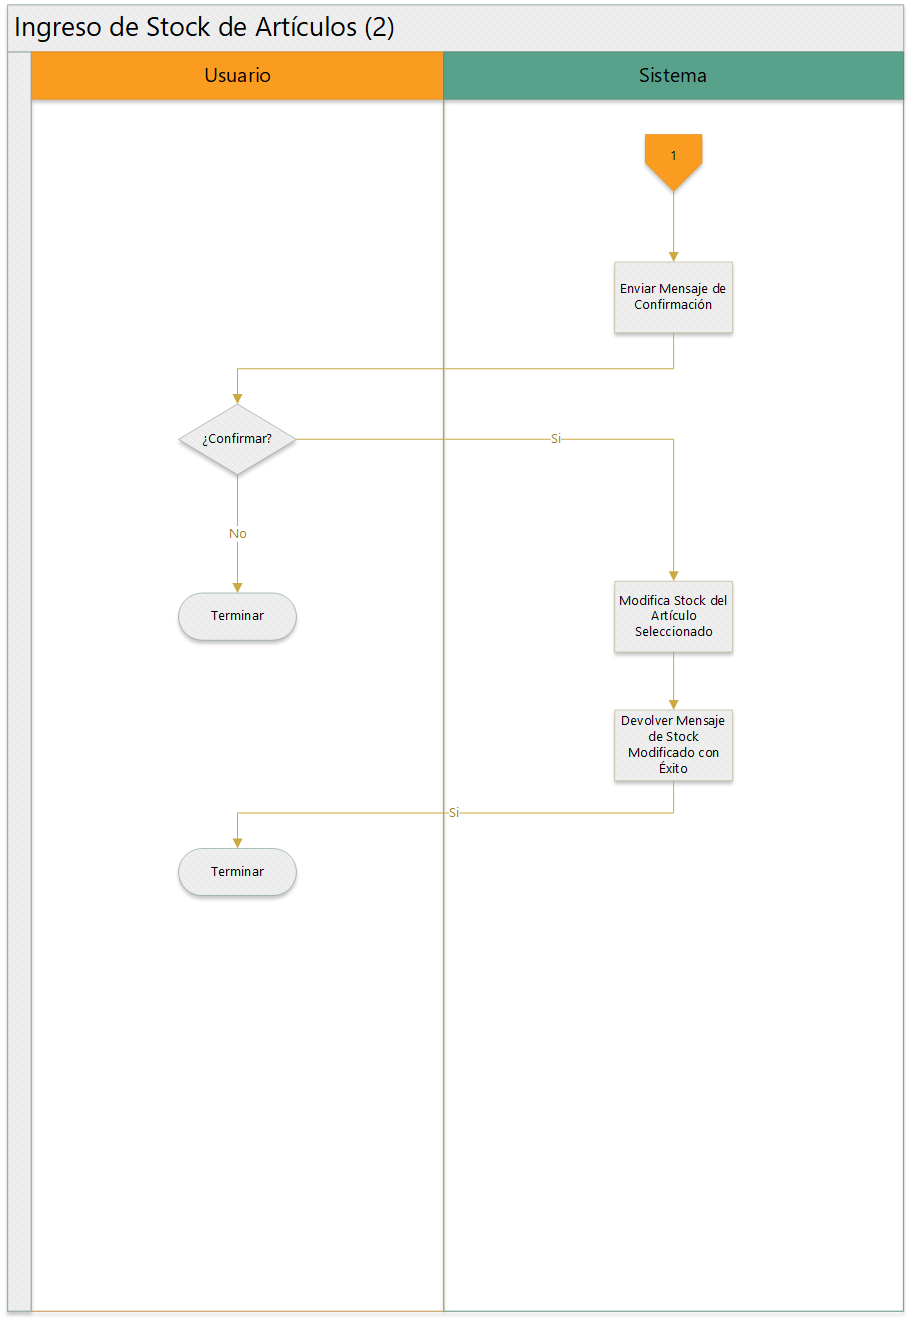 Ingreso de Stock de Artículos (2)
Usuario
Sistema
1
Enviar Mensaje de
Confirmación
¿Confirmar?
Si
No
Terminar
Modifica Stock del
Artículo
Seleccionado
Devolver Mensaje
de Stock
Modificado con
Éxito
Si
Terminar